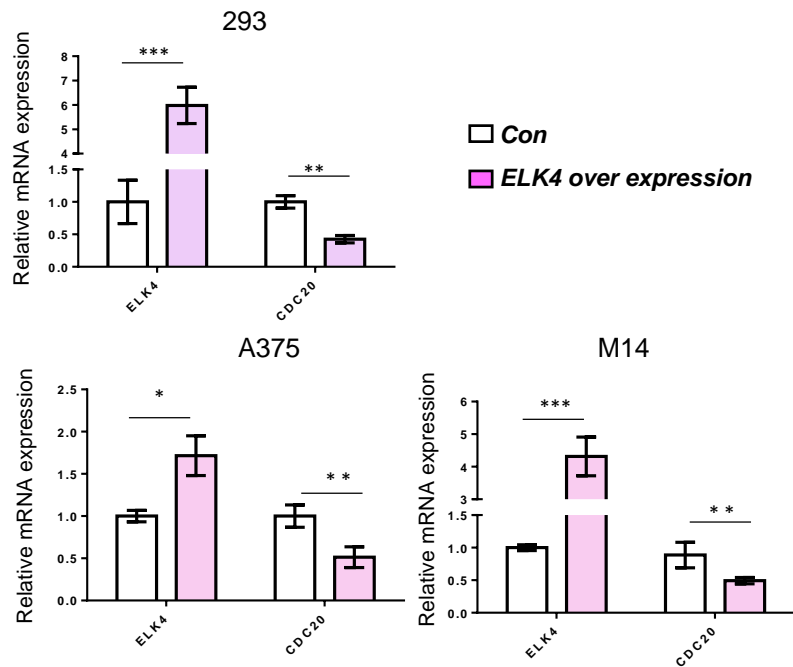 293
Relative mRNA expression
8
7
6
5
4
1.5
1.0
0.5
0.0
***
**
ELK4
CDC20
Con
ELK4 over expression
A375
Relative mRNA expression
2.5
2.0
1.5
1.0
0.5
0.0
*
* *
ELK4
CDC20
M14
Relative mRNA expression
6
5
4
3
1.5
1.0
0.5
0.0
***
* *
ELK4
CDC20